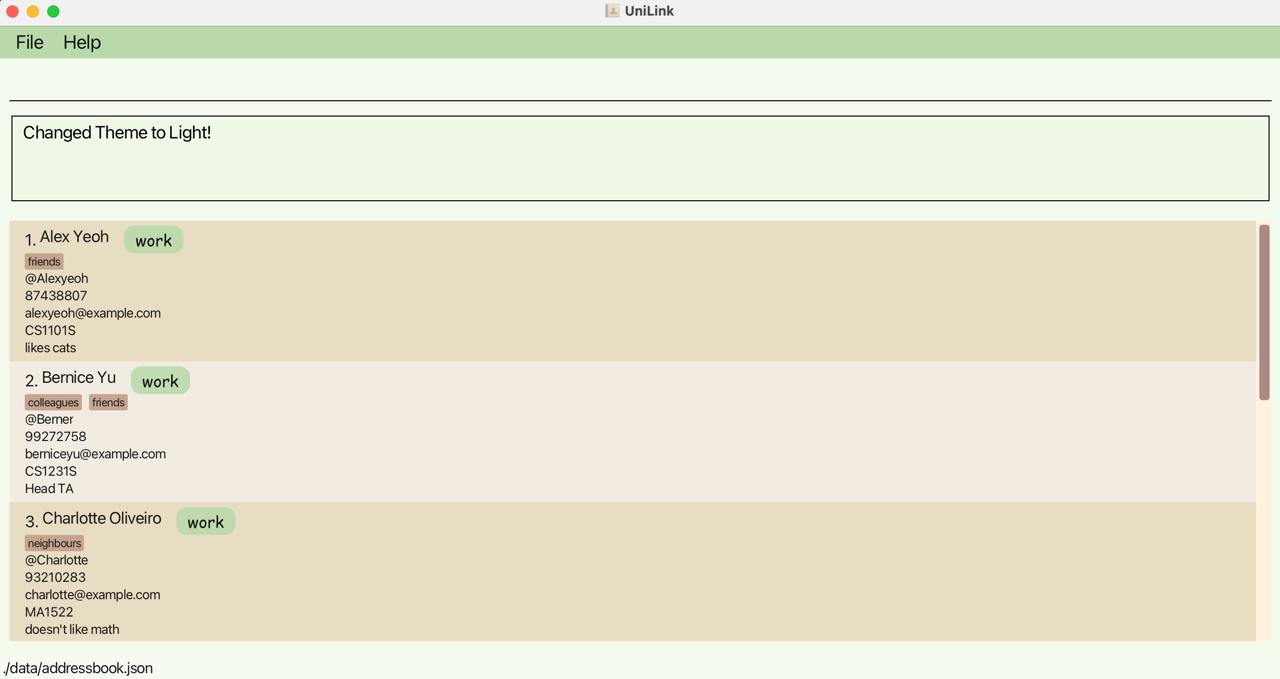 UniLink
File Help
Changed Theme to Light!
1. Alex Yeoh work
friends
@Alexyeoh
87438807
alexyeoh@example.com
CS1101S
likes cats
2. Bernice Yu work
colleagues friends
@Berner
99272758
berniceyu@example.com
CS1231S
Head TA
3. Charlotte Oliveiro work
neighbours
@Charlotte
93210283
charlotte@example.com
MA1522
doesn't like math
./data/addressbook.json